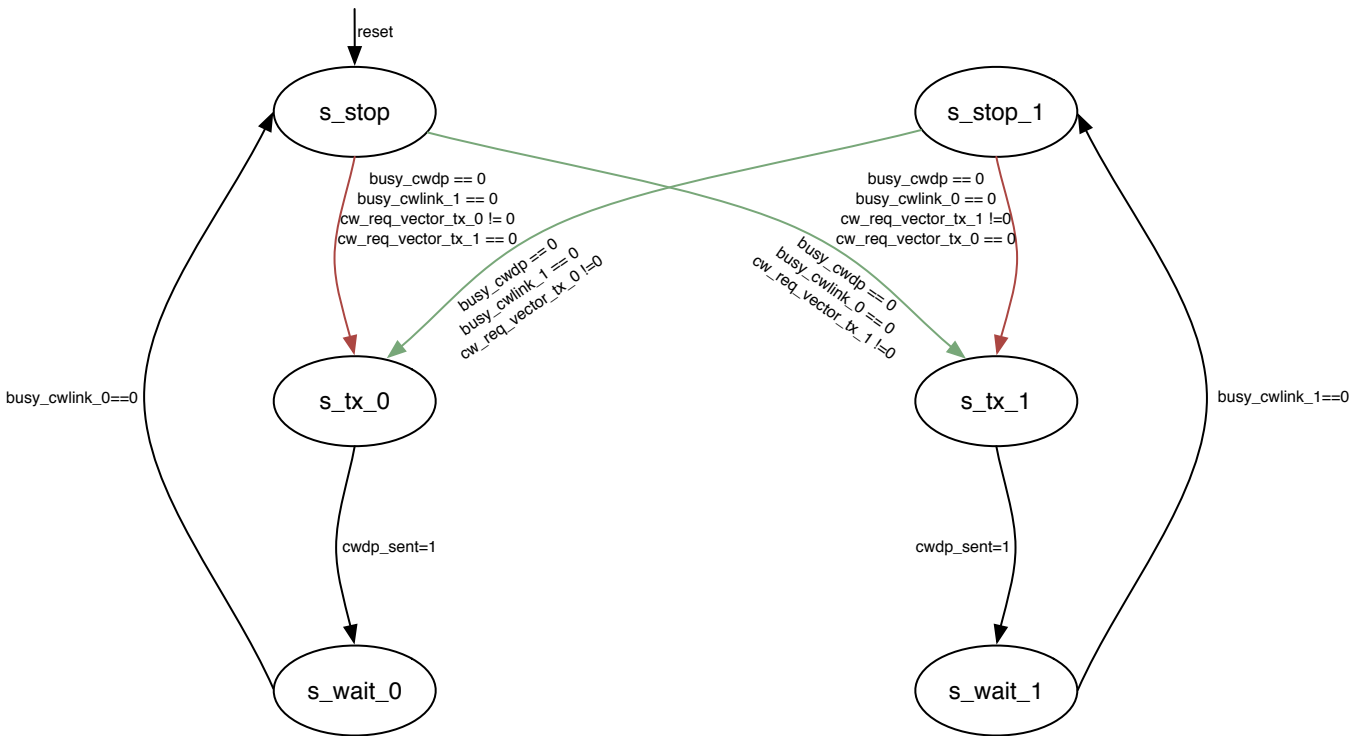 reset
s_stop
s_stop_1
busy_cwdp == 0
busy_cwlink_1 == 0
cw_req_vector_tx_0 != 0
cw_req_vector_tx_1 == 0
busy_cwdp == 0
busy_cwlink_0 == 0
cw_req_vector_tx_1 !=0
cw_req_vector_tx_0 == 0
busy_cwdp == 0
busy_cwlink_1 == 0
cw_req_vector_tx_0 !=0
busy_cwdp == 0
busy_cwlink_0 == 0
cw_req_vector_tx_1 !=0
busy_cwlink_0==0
s_tx_0
s_tx_1
busy_cwlink_1==0
cwdp_sent=1
cwdp_sent=1
s_wait_0
s_wait_1